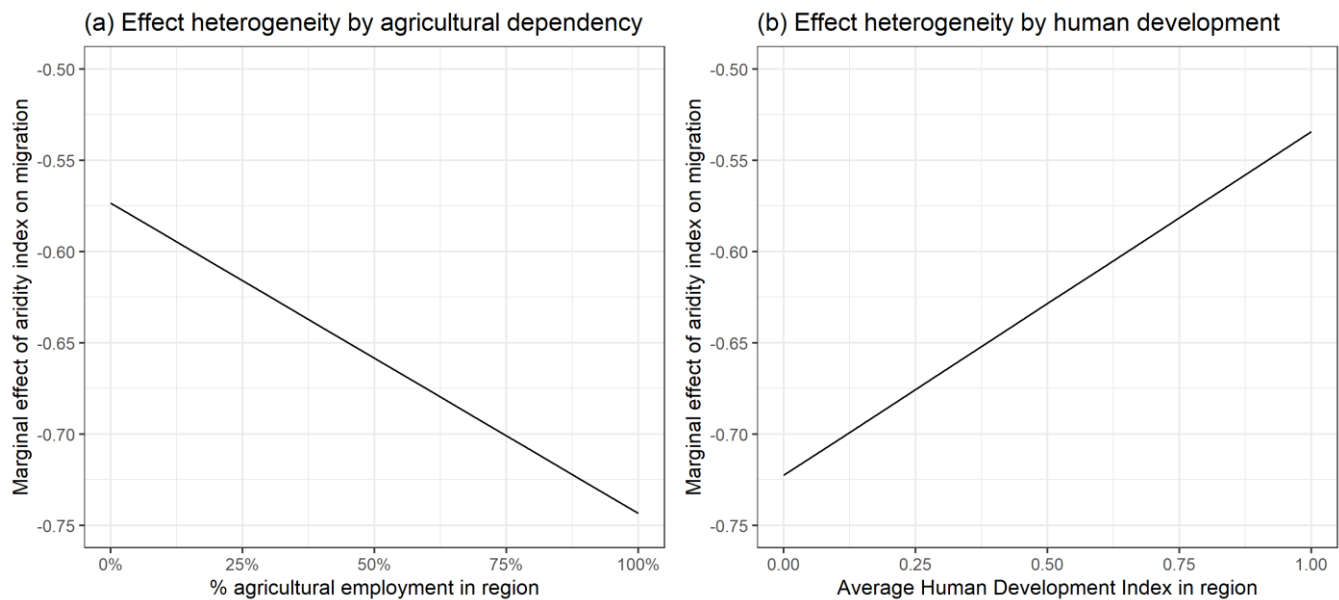 (a) Effect heterogeneity by agricultural dependency
Marginal effect of aridity index on migration
-0.50
-0.55
-0.60
-0.65
-0.70
-0.75
0% 25% 50% 75% 100%
% agricultural employment in region
(b) Effect heterogeneity by human development
Marginal effect of aridity index on migration
-0.50
-0.55
-0.60
-0.65
-0.70
-0.75
0.00 0.25 0.50 0.75 1.00
Average Human Development Index in region